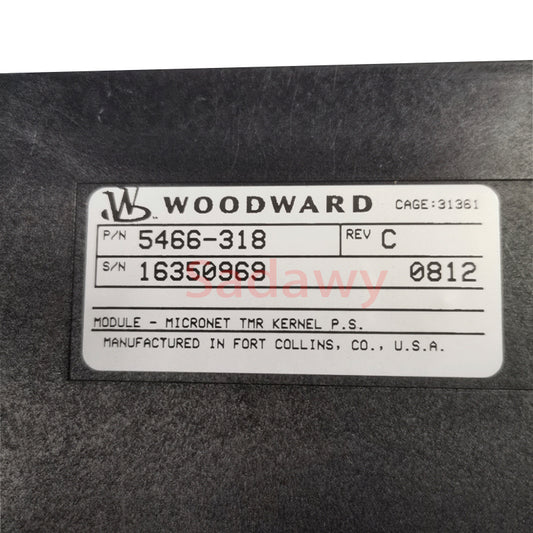 WOODWARD CAGE:31361
P/N 5466-318 REV C
S/N 16350969 0812
Sadawy
MODULE - MICRONET TMR KERNEL P.S.
MANUFACTURED IN FORT COLLINS, CO., U.S.A.